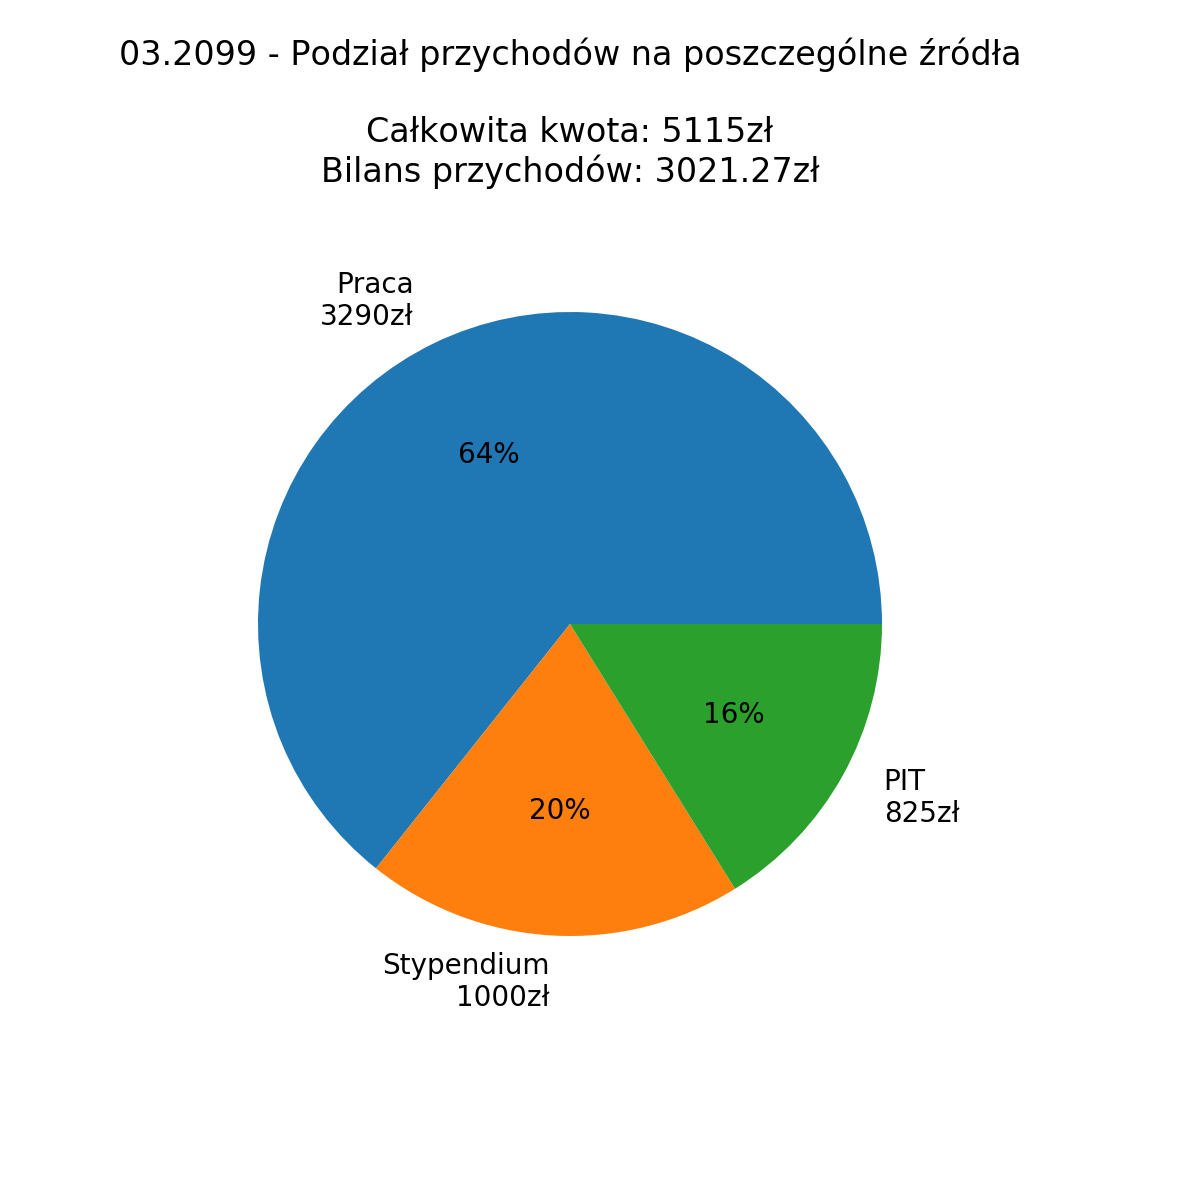 03.2099 - Podział przychodów na poszczególne źródła
Całkowita kwota: 5115zł
Bilans przychodów: 3021.27zł
Praca
3290zł
64%
16%
PIT
825zł
20%
Stypendium
1000zł